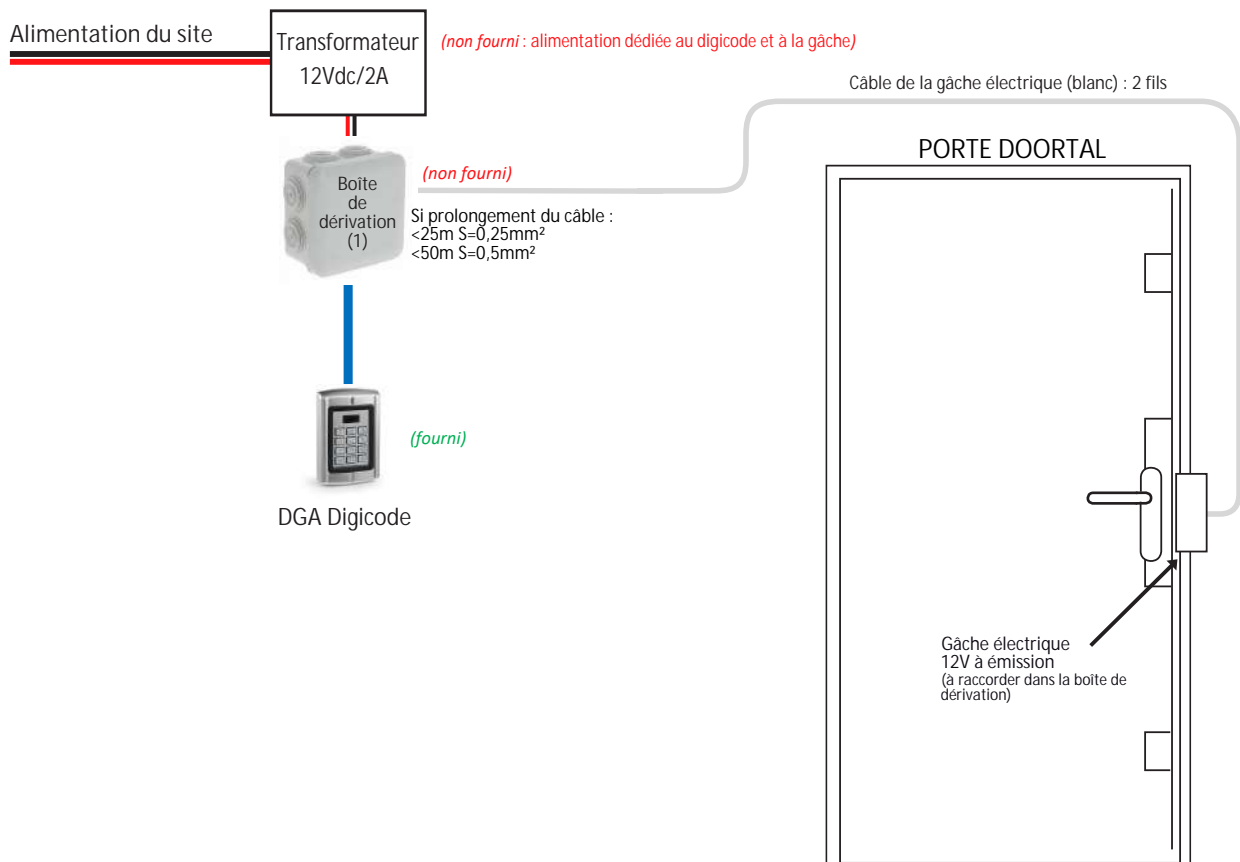 Alimentation du site
Transformateur
12Vdc/2A
(non fourni : alimentation dédiée au digicode et à la gâche)
Câble de la gâche électrique (blanc) : 2 fils
PORTE DOORTAL
Boîte
de
dérivation
(1)
(non fourni)
Si prolongement du câble :
<25m S=0,25mm²
<50m S=0,5mm²
(fourni)
DGA Digicode
Gâche électrique
12V à émission
(à raccorder dans la boîte de
dérivation)